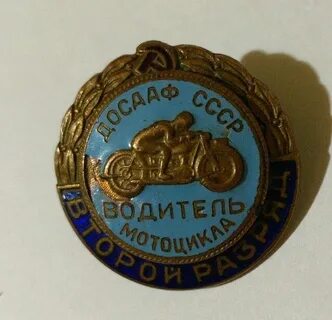 ДОСААФ СССР
ВОДИТЕЛЬ
МОТОЦИКЛА
ВТОРОЙ РАЗРЯД